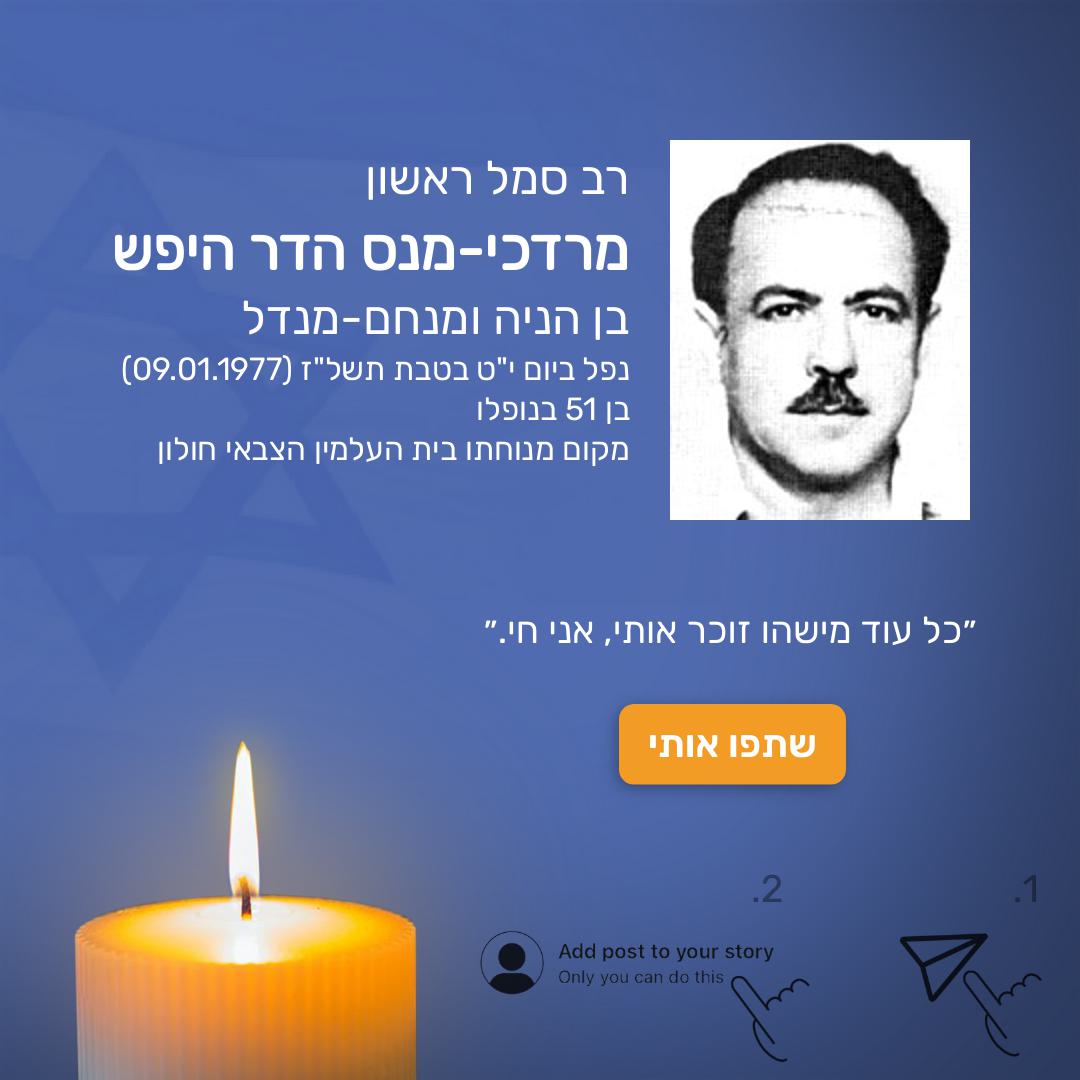 רב סמל ראשון
מרדכי-מנס הדר היפש
בן הניה ומנחם-מנדל
נפל ביום י"ט בטבת תשל"ז (09.01.1977)
בן 51 בנופלו
מקום מנוחתו בית העלמין הצבאי חולון
״כל עוד מישהו זוכר אותי, אני חי.״
שתפו אותי
1.
2.
Add post to your story
Only you can do this